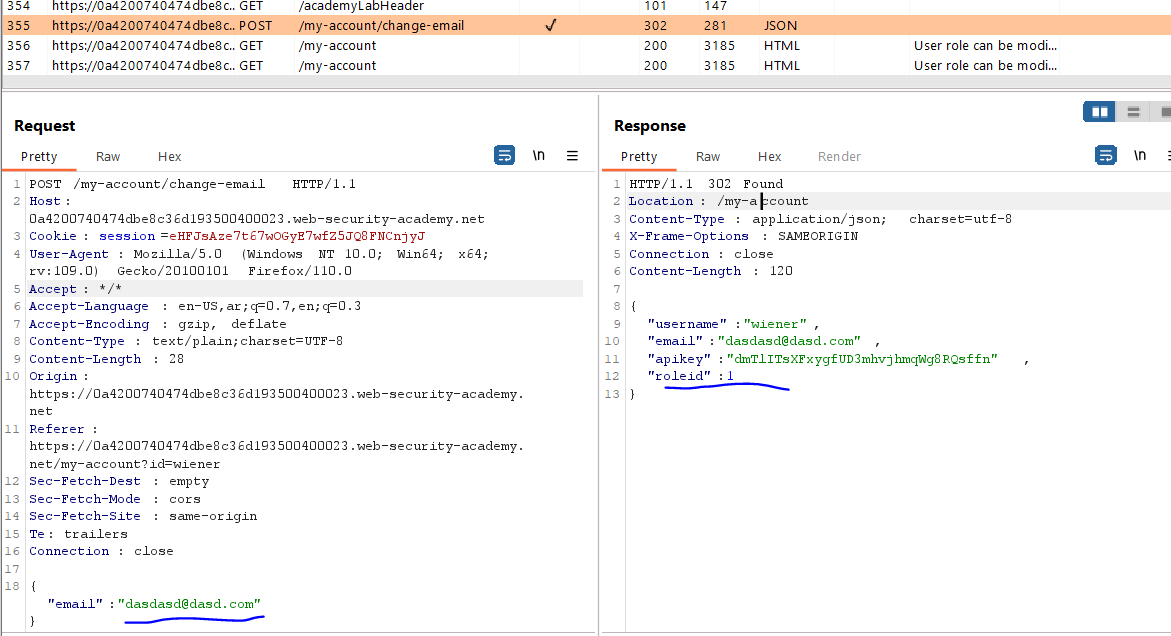 354 https://0a4200740474dbe8c.. GET /academyLabHeader 101 147
355 https://0a4200740474dbe8c.. POST /my-account/change-email ✓ 302 281 JSON
356 https://0a4200740474dbe8c.. GET /my-account 200 3185 HTML User role can be modi...
357 https://0a4200740474dbe8c.. GET /my-account 200 3185 HTML User role can be modi...
Request
Pretty Raw Hex \n
1 POST /my-account/change-email HTTP/1.1
2 Host :
0a4200740474dbe8c36d193500400023.web-security-academy.net
3 Cookie : session =eHFJsAze7t67wOGyE7wfZ5JQ8FNCnjyJ
4 User-Agent : Mozilla/5.0 (Windows NT 10.0; Win64; x64;
rv:109.0) Gecko/20100101 Firefox/110.0
5 Accept : */*
6 Accept-Language : en-US,ar;q=0.7,en;q=0.3
7 Accept-Encoding : gzip, deflate
8 Content-Type : text/plain;charset=UTF-8
9 Content-Length : 28
10 Origin :
https://0a4200740474dbe8c36d193500400023.web-security-academy.
net
11 Referer :
https://0a4200740474dbe8c36d193500400023.web-security-academy.
net/my-account?id=wiener
12 Sec-Fetch-Dest : empty
13 Sec-Fetch-Mode : cors
14 Sec-Fetch-Site : same-origin
15 Te : trailers
16 Connection : close
17
18 {
"email" :"dasdasd@dasd.com"
}
Response
Pretty Raw Hex Render \n
1 HTTP/1.1 302 Found
2 Location : /my-account
3 Content-Type : application/json; charset=utf-8
4 X-Frame-Options : SAMEORIGIN
5 Connection : close
6 Content-Length : 120
7
8 {
9 "username" :"wiener" ,
10 "email" :"dasdasd@dasd.com" ,
11 "apikey" :"dmTlITsXFxygfUD3mhvjhmqWg8RQsffn" ,
12 "roleid" :1
13 }